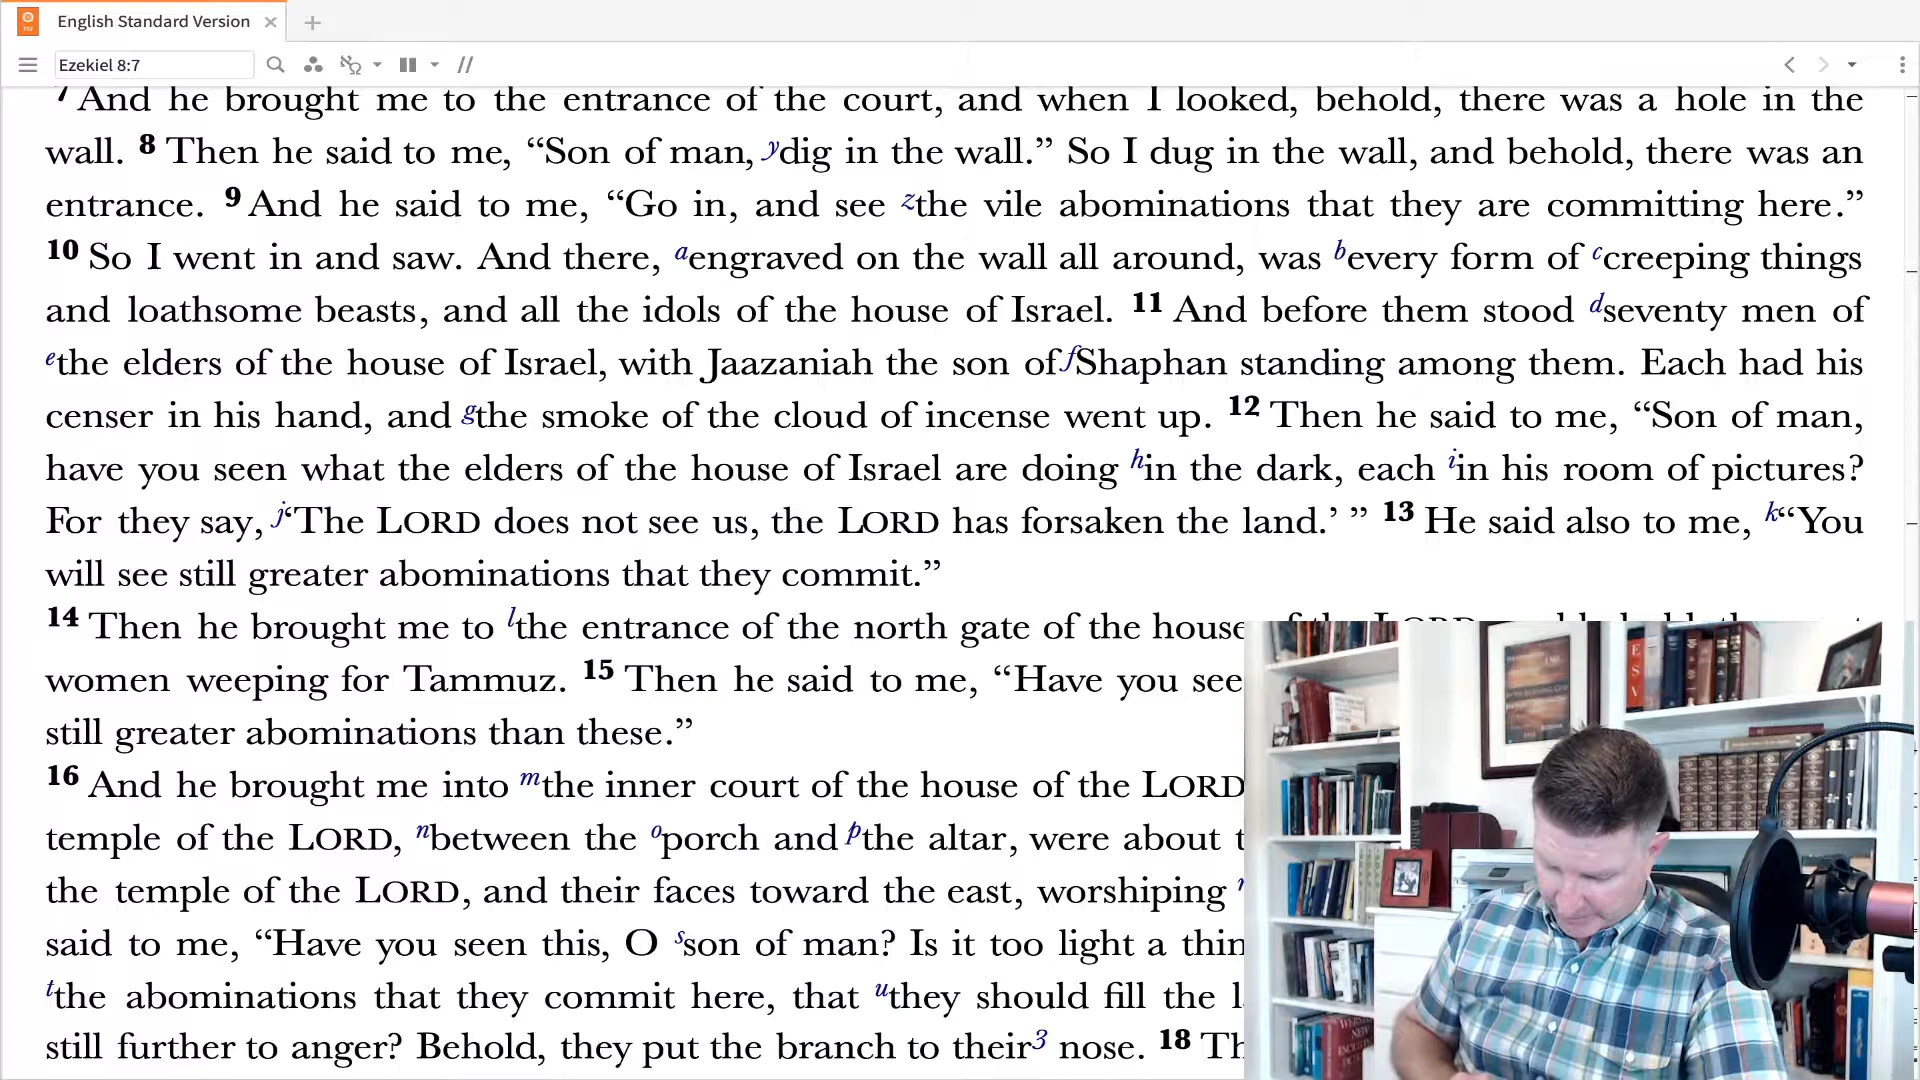 English Standard Version
Ezekiel 8:7
7 And he brought me to the entrance of the court, and when I looked, behold, there was a hole in the
wall. 8 Then he said to me, “Son of man, ydig in the wall.” So I dug in the wall, and behold, there was an
entrance. 9 And he said to me, “Go in, and see zthe vile abominations that they are committing here.”
10 So I went in and saw. And there, aengraved on the wall all around, was bevery form of ccreeping things
and loathsome beasts, and all the idols of the house of Israel. 11 And before them stood dseventy men of
ethe elders of the house of Israel, with Jaazaniah the son of fShaphan standing among them. Each had his
censer in his hand, and gthe smoke of the cloud of incense went up. 12 Then he said to me, “Son of man,
have you seen what the elders of the house of Israel are doing hin the dark, each iin his room of pictures?
For they say, j‘The LORD does not see us, the LORD has forsaken the land.’ ” 13 He said also to me, k“You
will see still greater abominations that they commit.”
14 Then he brought me to lthe entrance of the north gate of the house
women weeping for Tammuz. 15 Then he said to me, “Have you see
still greater abominations than these.”
16 And he brought me into mthe inner court of the house of the LORD
temple of the LORD, nbetween the oporch and pthe altar, were about t
the temple of the LORD, and their faces toward the east, worshiping
said to me, “Have you seen this, O sson of man? Is it too light a thin
tthe abominations that they commit here, that uthey should fill the l
still further to anger? Behold, they put the branch to their3 nose. 18 Th
ESV